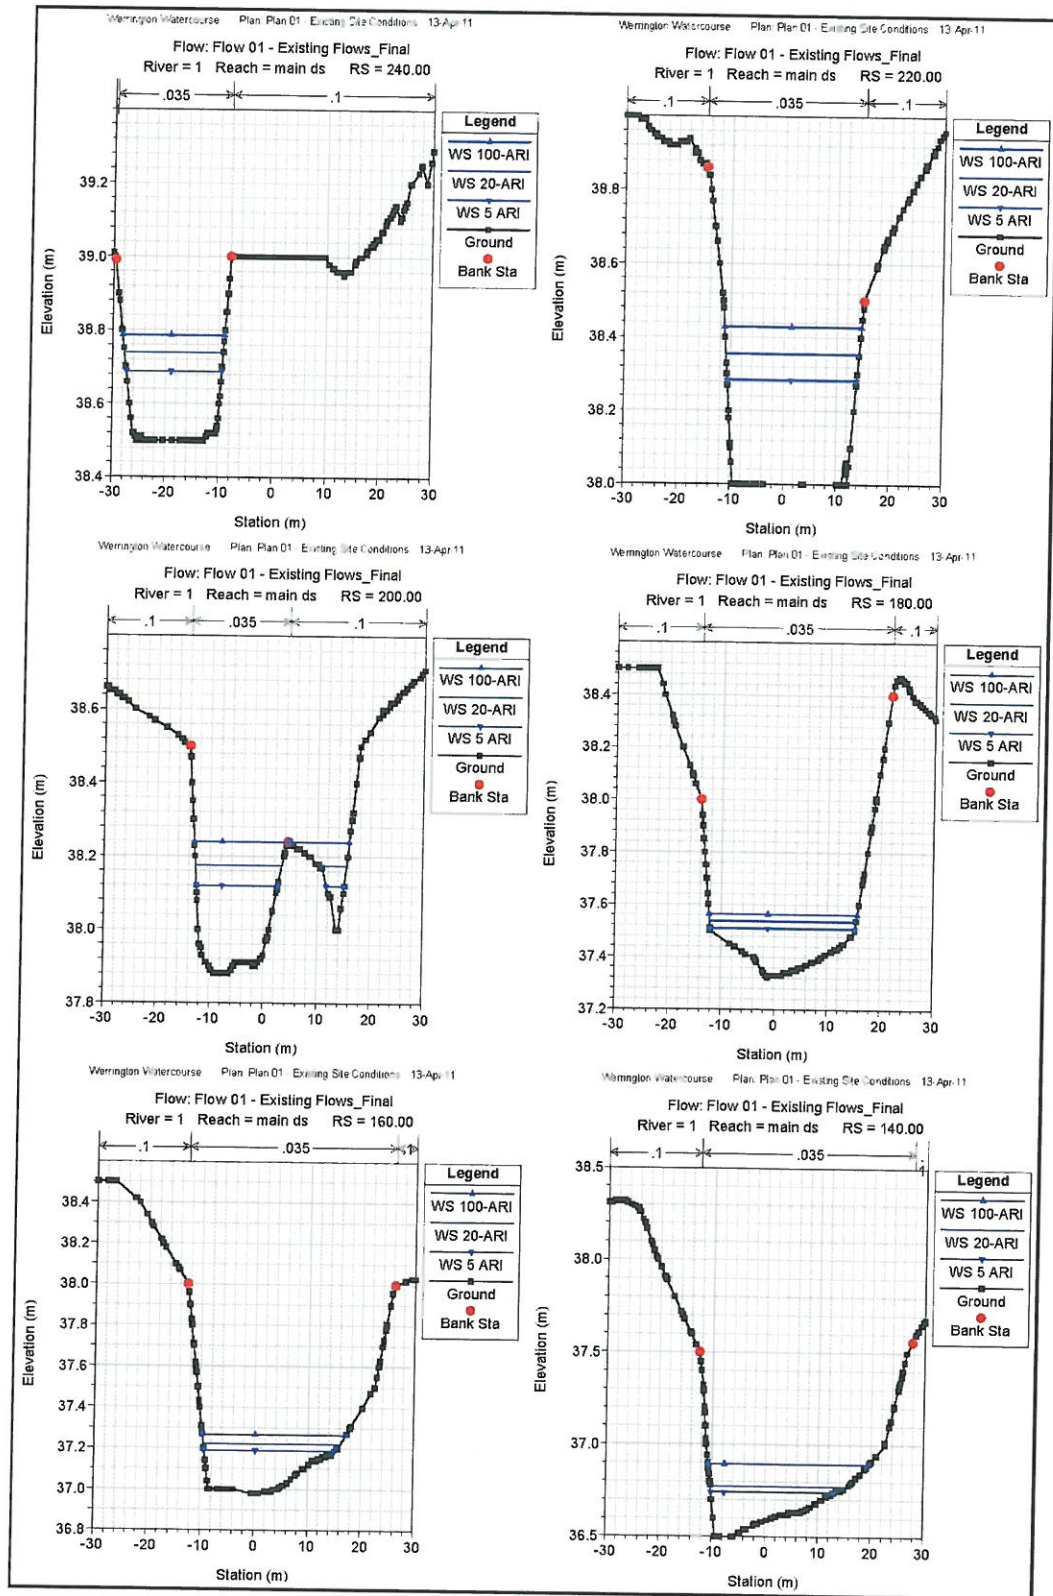 Werrington Watercourse Plan: Plan 01 - Existing Site Conditions 13-Apr-11
Flow: Flow 01 - Existing Flows_Final
River = 1 Reach = main ds RS = 240.00
.035 .1
Legend
WS 100-ARI
WS 20-ARI
WS 5 ARI
Ground
Bank Sta
Elevation (m)
39.2
39.0
38.8
38.6
38.4
-30 -20 -10 0 10 20 30
Station (m)
Werrington Watercourse Plan: Plan 01 - Existing Site Conditions 13-Apr-11
Flow: Flow 01 - Existing Flows_Final
River = 1 Reach = main ds RS = 220.00
.1 .035 .1
Legend
WS 100-ARI
WS 20-ARI
WS 5 ARI
Ground
Bank Sta
Elevation (m)
38.8
38.6
38.4
38.2
38.0
-30 -20 -10 0 10 20 30
Station (m)
Werrington Watercourse Plan: Plan 01 - Existing Site Conditions 13-Apr-11
Flow: Flow 01 - Existing Flows_Final
River = 1 Reach = main ds RS = 200.00
.1 .035 .1
Legend
WS 100-ARI
WS 20-ARI
WS 5 ARI
Ground
Bank Sta
Elevation (m)
38.6
38.4
38.2
38.0
37.8
-30 -20 -10 0 10 20 30
Station (m)
Werrington Watercourse Plan: Plan 01 - Existing Site Conditions 13-Apr-11
Flow: Flow 01 - Existing Flows_Final
River = 1 Reach = main ds RS = 180.00
.1 .035 .1
Legend
WS 100-ARI
WS 20-ARI
WS 5 ARI
Ground
Bank Sta
Elevation (m)
38.4
38.2
38.0
37.8
37.6
37.4
37.2
-30 -20 -10 0 10 20 30
Station (m)
Werrington Watercourse Plan: Plan 01 - Existing Site Conditions 13-Apr-11
Flow: Flow 01 - Existing Flows_Final
River = 1 Reach = main ds RS = 160.00
.1 .035 .1
Legend
WS 100-ARI
WS 20-ARI
WS 5 ARI
Ground
Bank Sta
Elevation (m)
38.4
38.2
38.0
37.8
37.6
37.4
37.2
37.0
36.8
-30 -20 -10 0 10 20 30
Station (m)
Werrington Watercourse Plan: Plan 01 - Existing Site Conditions 13-Apr-11
Flow: Flow 01 - Existing Flows_Final
River = 1 Reach = main ds RS = 140.00
.1 .035 .1
Legend
WS 100-ARI
WS 20-ARI
WS 5 ARI
Ground
Bank Sta
Elevation (m)
38.5
38.0
37.5
37.0
36.5
-30 -20 -10 0 10 20 30
Station (m)